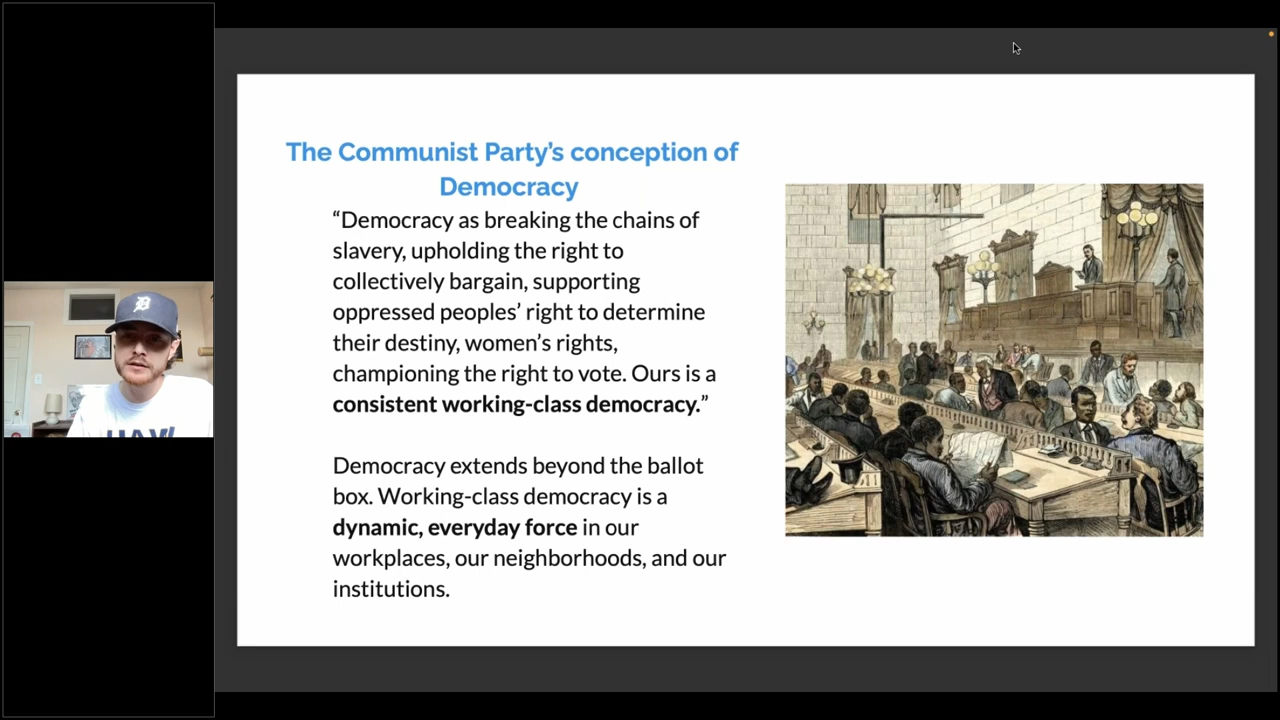 The Communist Party’s conception of
Democracy
“Democracy as breaking the chains of
slavery, upholding the right to
collectively bargain, supporting
oppressed peoples’ right to determine
their destiny, women’s rights,
championing the right to vote. Ours is a
consistent working-class democracy.”
Democracy extends beyond the ballot
box. Working-class democracy is a
dynamic, everyday force in our
workplaces, our neighborhoods, and our
institutions.